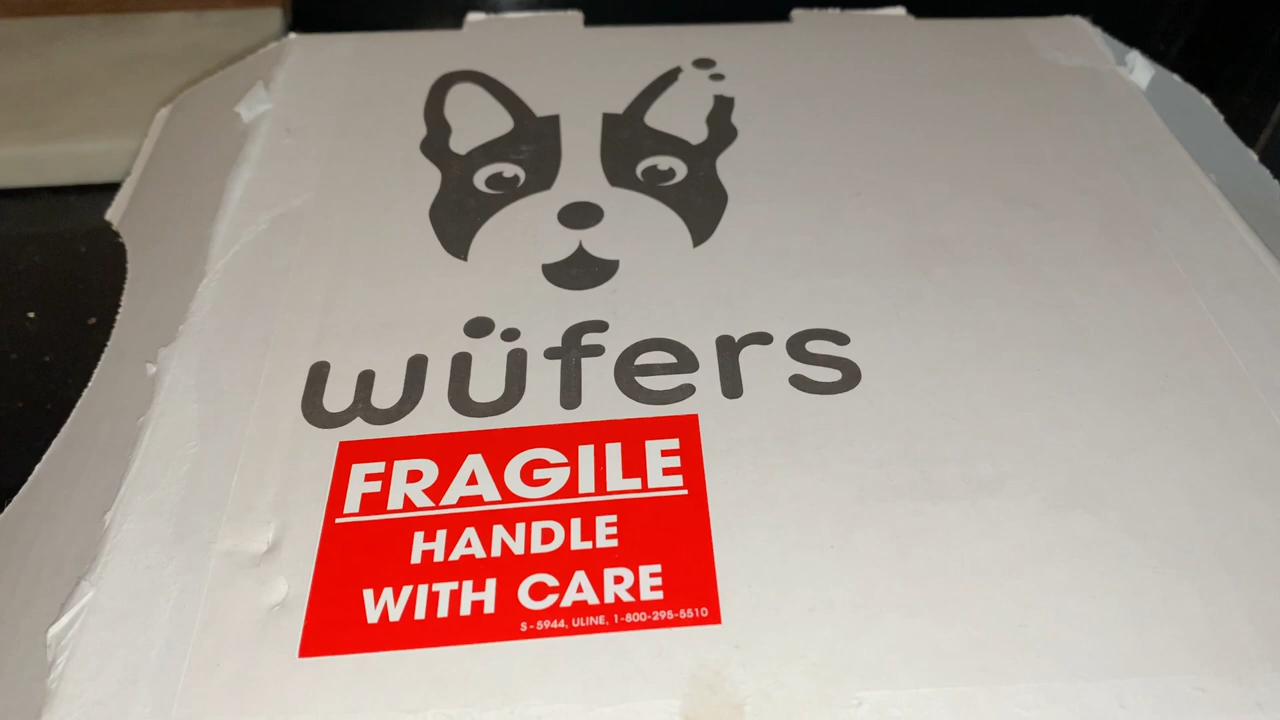 wüfers
FRAGILE
HANDLE
WITH CARE
S-5944, ULINE, 1-800-295-5510